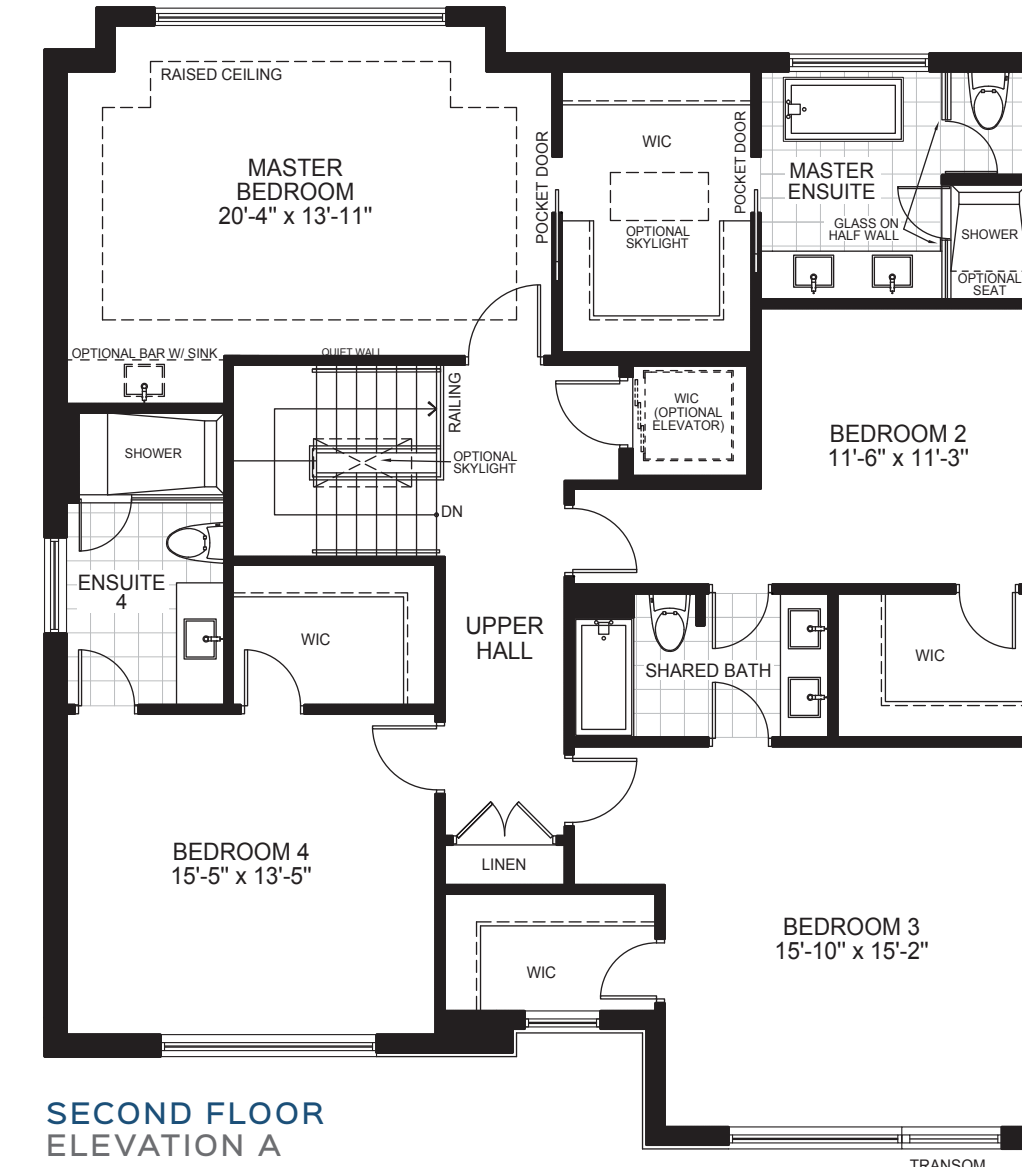 RAISED CEILING
MASTER
BEDROOM
20'-4" x 13'-11"
POCKET DOOR
WIC
OPTIONAL
SKYLIGHT
POCKET DOOR
MASTER
ENSUITE
GLASS ON
HALF WALL
SHOWER
OPTIONAL
SEAT
OPTIONAL BAR W/ SINK
QUIET WALL
RAILING
WIC
(OPTIONAL
ELEVATOR)
BEDROOM 2
11'-6" x 11'-3"
SHOWER
OPTIONAL
SKYLIGHT
DN
ENSUITE
4
WIC
UPPER
HALL
SHARED BATH
WIC
BEDROOM 4
15'-5" x 13'-5"
LINEN
BEDROOM 3
15'-10" x 15'-2"
WIC
SECOND FLOOR
ELEVATION A
TRANSOM